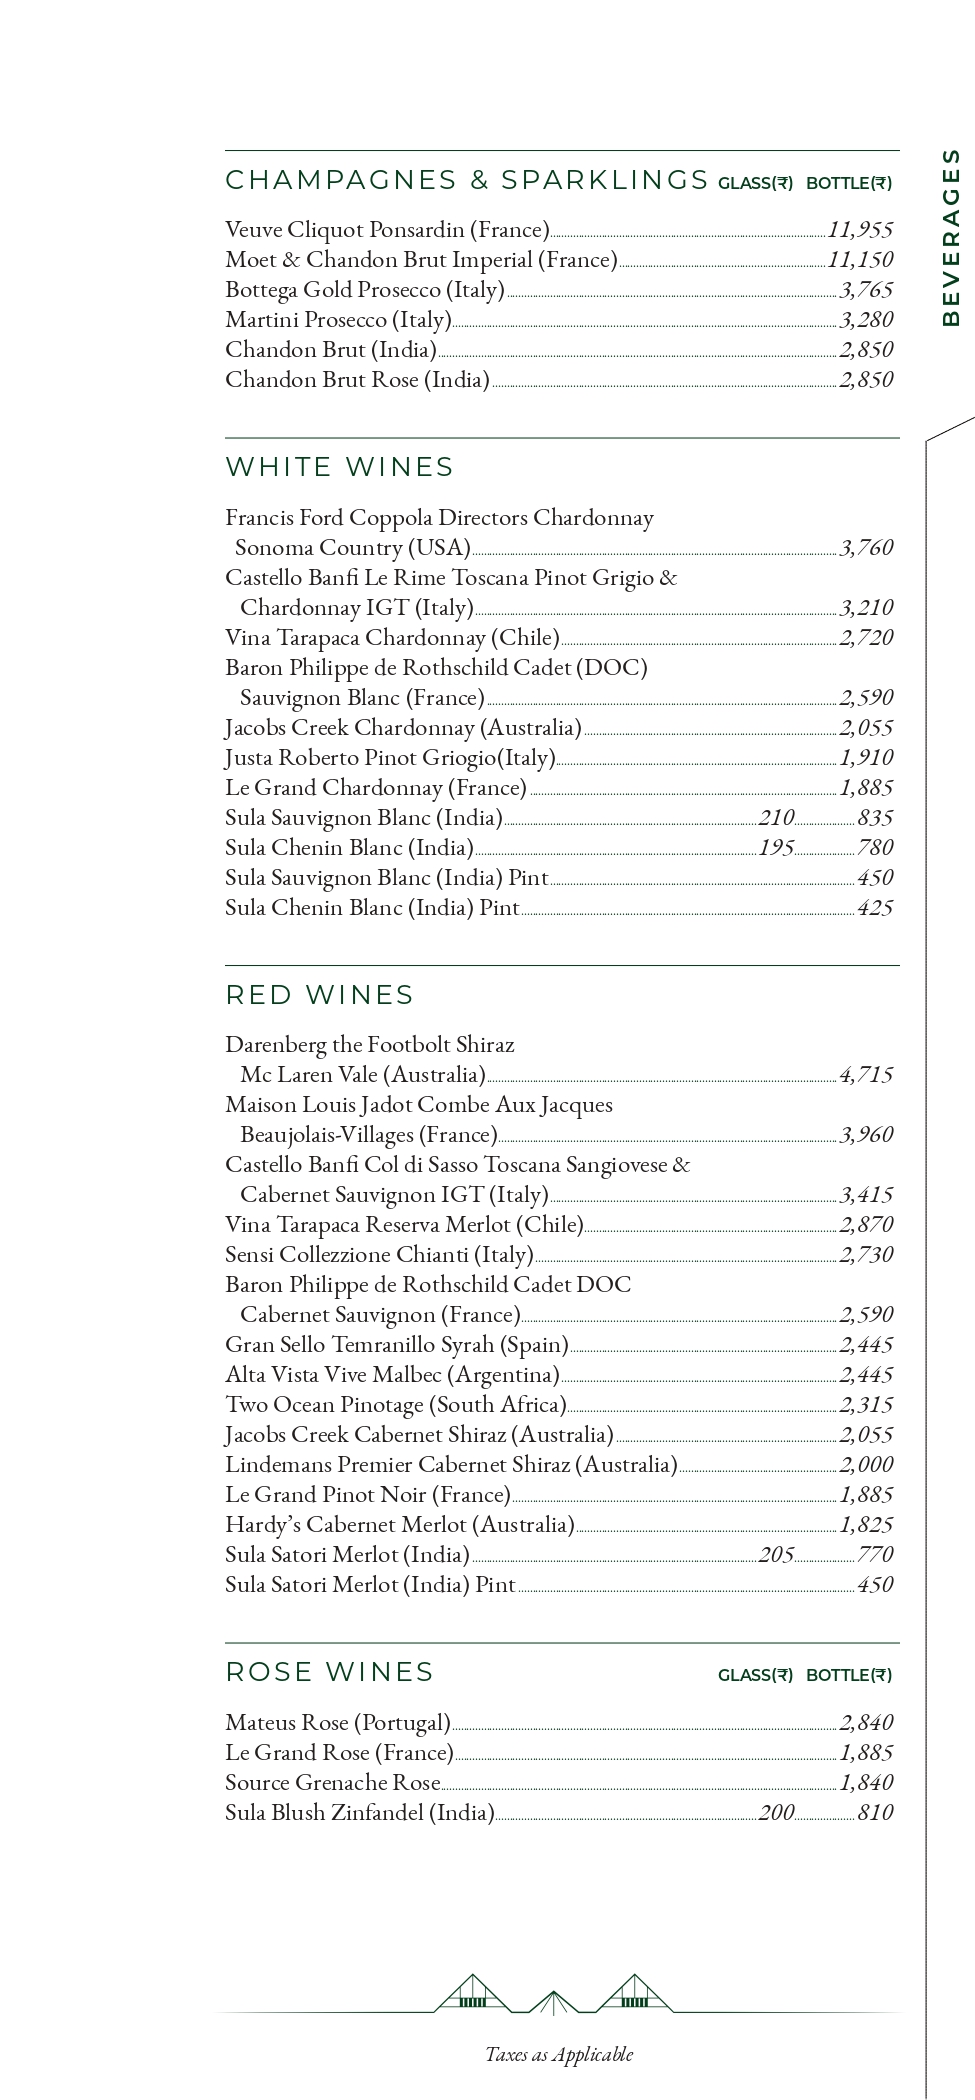 BEVERAGES
CHAMPAGNES & SPARKLINGS GLASS(₹) BOTTLE(₹)
Veuve Cliquot Ponsardin (France) 11,955
Moet & Chandon Brut Imperial (France) 11,150
Bottega Gold Prosecco (Italy) 3,765
Martini Prosecco (Italy) 3,280
Chandon Brut (India) 2,850
Chandon Brut Rose (India) 2,850
WHITE WINES
Francis Ford Coppola Directors Chardonnay
Sonoma Country (USA) 3,760
Castello Banfi Le Rime Toscana Pinot Grigio &
Chardonnay IGT (Italy) 3,210
Vina Tarapaca Chardonnay (Chile) 2,720
Baron Philippe de Rothschild Cadet (DOC)
Sauvignon Blanc (France) 2,590
Jacobs Creek Chardonnay (Australia) 2,055
Justa Roberto Pinot Griogio(Italy) 1,910
Le Grand Chardonnay (France) 1,885
Sula Sauvignon Blanc (India) 210 835
Sula Chenin Blanc (India) 195 780
Sula Sauvignon Blanc (India) Pint 450
Sula Chenin Blanc (India) Pint 425
RED WINES
Darenberg the Footbolt Shiraz
Mc Laren Vale (Australia) 4,715
Maison Louis Jadot Combe Aux Jacques
Beaujolais-Villages (France) 3,960
Castello Banfi Col di Sasso Toscana Sangiovese &
Cabernet Sauvignon IGT (Italy) 3,415
Vina Tarapaca Reserva Merlot (Chile) 2,870
Sensi Collezzione Chianti (Italy) 2,730
Baron Philippe de Rothschild Cadet DOC
Cabernet Sauvignon (France) 2,590
Gran Sello Temranillo Syrah (Spain) 2,445
Alta Vista Vive Malbec (Argentina) 2,445
Two Ocean Pinotage (South Africa) 2,315
Jacobs Creek Cabernet Shiraz (Australia) 2,055
Lindemans Premier Cabernet Shiraz (Australia) 2,000
Le Grand Pinot Noir (France) 1,885
Hardy’s Cabernet Merlot (Australia) 1,825
Sula Satori Merlot (India) 205 770
Sula Satori Merlot (India) Pint 450
ROSE WINES GLASS(₹) BOTTLE(₹)
Mateus Rose (Portugal) 2,840
Le Grand Rose (France) 1,885
Source Grenache Rose 1,840
Sula Blush Zinfandel (India) 200 810
Taxes as Applicable